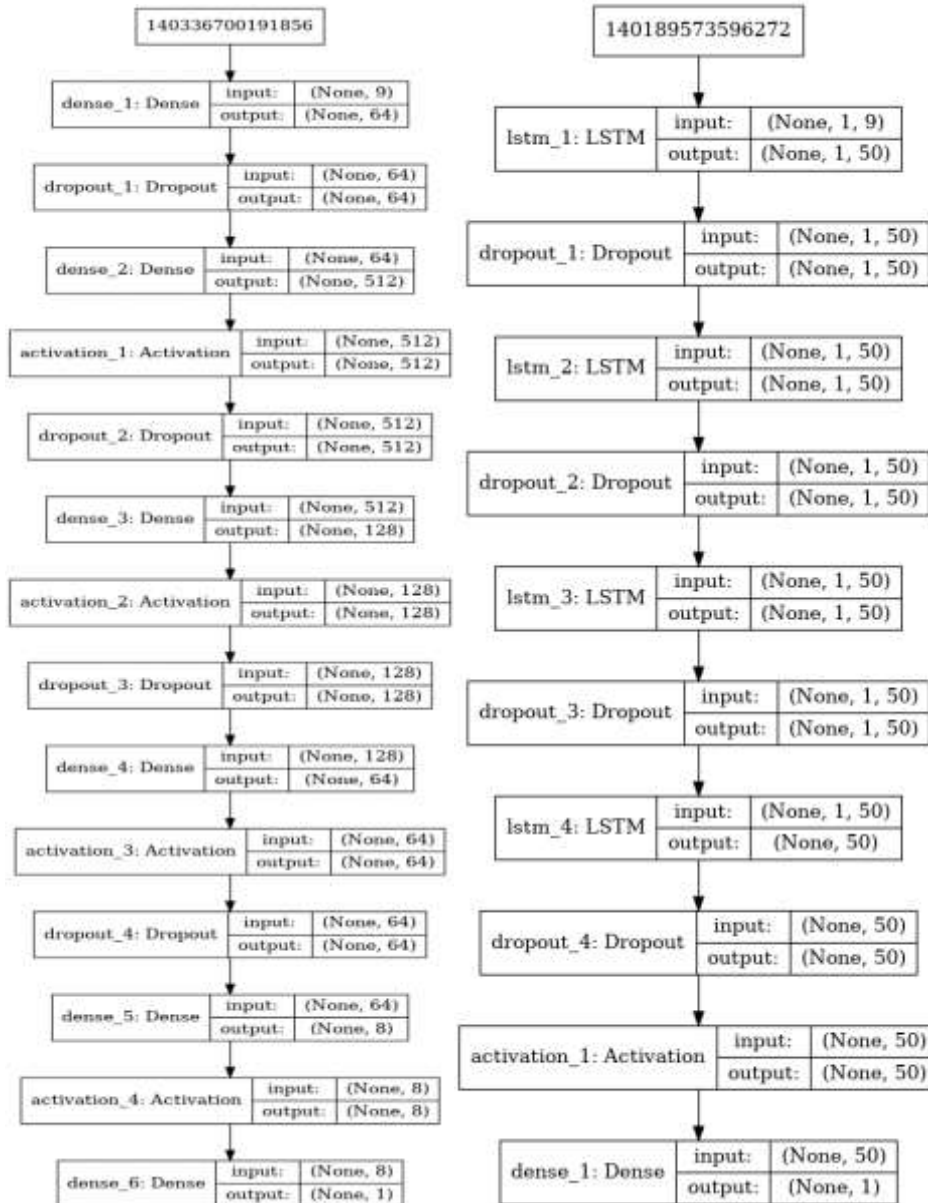 140336700191856
dense_1: Dense
input: (None, 9)
output: (None, 64)
dropout_1: Dropout
input: (None, 64)
output: (None, 64)
dense_2: Dense
input: (None, 64)
output: (None, 512)
activation_1: Activation
input: (None, 512)
output: (None, 512)
dropout_2: Dropout
input: (None, 512)
output: (None, 512)
dense_3: Dense
input: (None, 512)
output: (None, 128)
activation_2: Activation
input: (None, 128)
output: (None, 128)
dropout_3: Dropout
input: (None, 128)
output: (None, 128)
dense_4: Dense
input: (None, 128)
output: (None, 64)
activation_3: Activation
input: (None, 64)
output: (None, 64)
dropout_4: Dropout
input: (None, 64)
output: (None, 64)
dense_5: Dense
input: (None, 64)
output: (None, 8)
activation_4: Activation
input: (None, 8)
output: (None, 8)
dense_6: Dense
input: (None, 8)
output: (None, 1)
140189573596272
lstm_1: LSTM
input: (None, 1, 9)
output: (None, 1, 50)
dropout_1: Dropout
input: (None, 1, 50)
output: (None, 1, 50)
lstm_2: LSTM
input: (None, 1, 50)
output: (None, 1, 50)
dropout_2: Dropout
input: (None, 1, 50)
output: (None, 1, 50)
lstm_3: LSTM
input: (None, 1, 50)
output: (None, 1, 50)
dropout_3: Dropout
input: (None, 1, 50)
output: (None, 1, 50)
lstm_4: LSTM
input: (None, 1, 50)
output: (None, 50)
dropout_4: Dropout
input: (None, 50)
output: (None, 50)
activation_1: Activation
input: (None, 50)
output: (None, 50)
dense_1: Dense
input: (None, 50)
output: (None, 1)